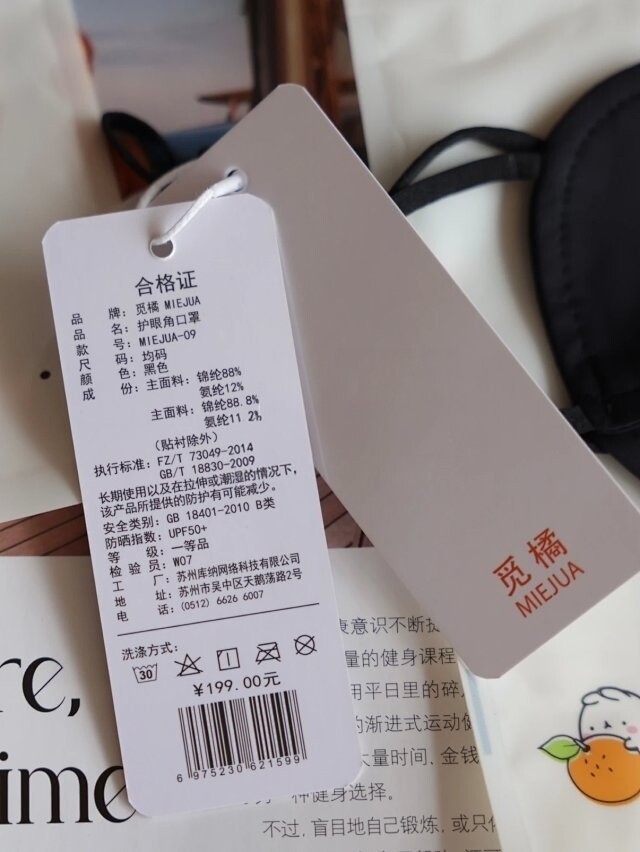 合格证
品 牌: 觅橘 MIEJUA
品 名: 护眼角口罩
款 号: MIEJUA-09
尺 码: 均码
颜 色: 黑色
成 份: 主面料: 锦纶88%
氨纶12%
主面料: 锦纶88.8%
氨纶11.2%
(贴衬除外)
执行标准: FZ/T 73049-2014
GB/T 18830-2009
长期使用以及在拉伸或潮湿的情况下,
该产品所提供的防护有可能减少。
安全类别: GB 18401-2010 B类
防晒指数: UPF50+
等 级: 一等品
检 验 员: W07
工 厂: 苏州库纳网络科技有限公司
地 址: 苏州市吴中区天鹅荡路2号
电 话: (0512) 6626 6007
洗涤方式:
30
¥199.00元
6 975230 621599
觅橘
MIEJUA
re,
ime
意识不断提
量的健身课程
用平日里的碎
的渐进式运动
大量时间, 金钱
一种健身选择。
不过, 盲目地自己锻炼, 或只